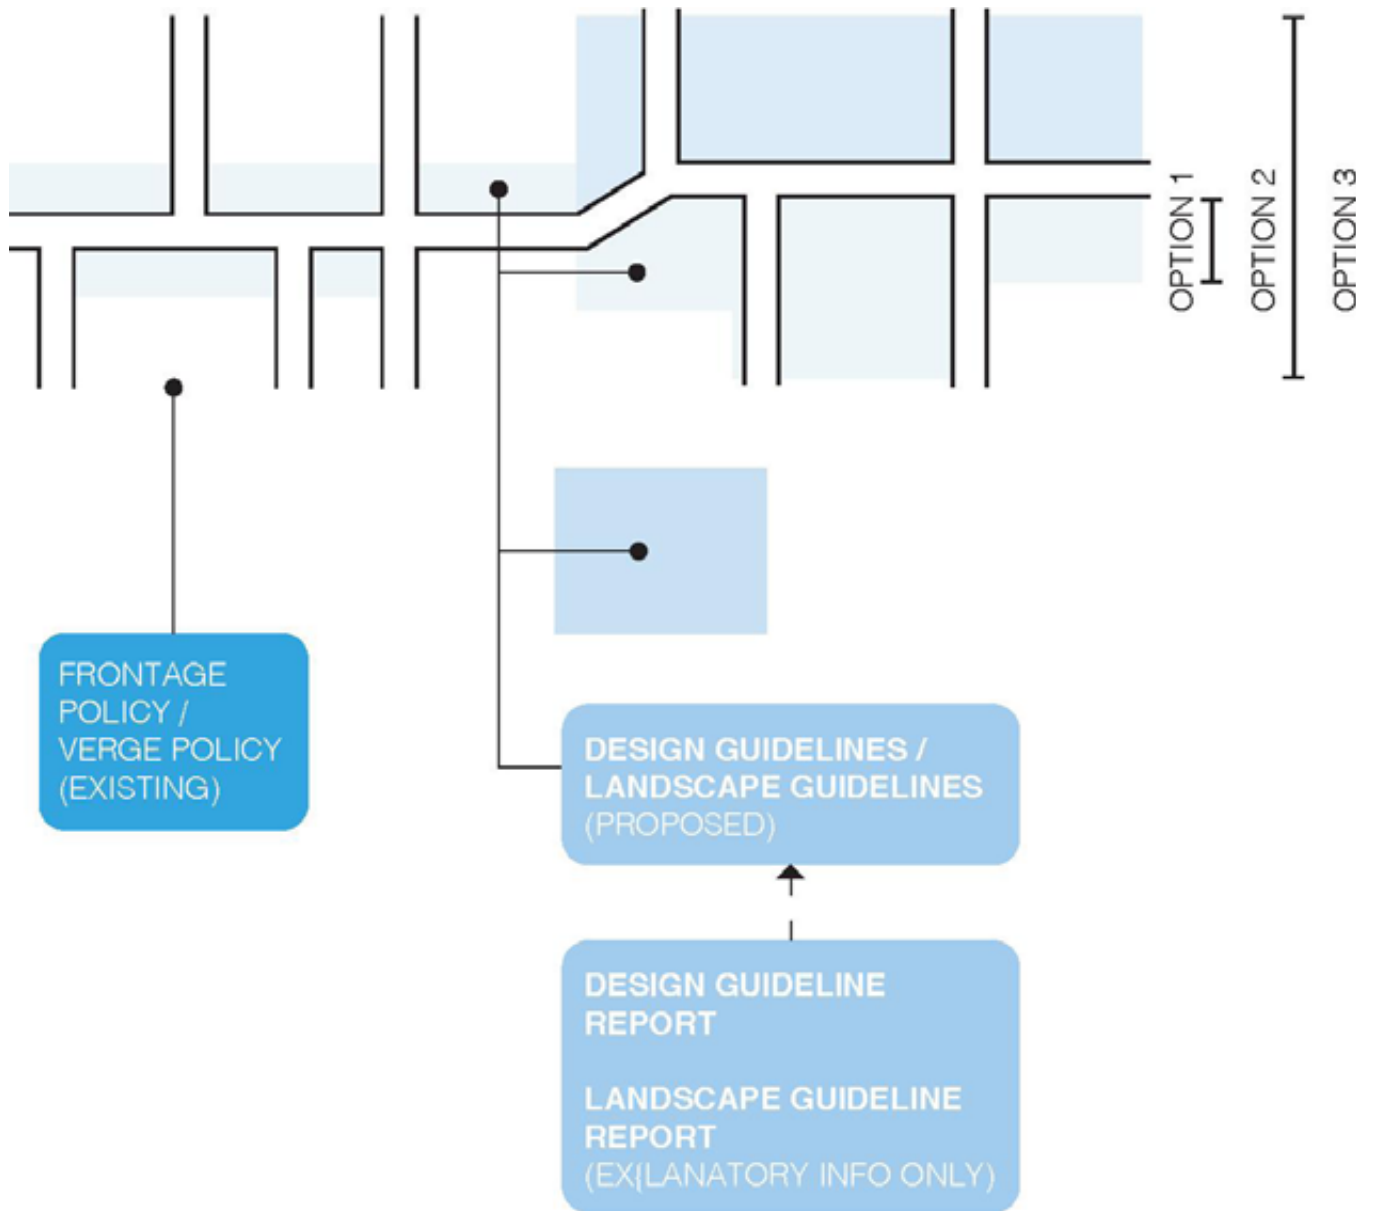 OPTION 1
OPTION 2
OPTION 3
FRONTAGE
POLICY /
VERGE POLICY
(EXISTING)
DESIGN GUIDELINES /
LANDSCAPE GUIDELINES
(PROPOSED)
DESIGN GUIDELINE
REPORT
LANDSCAPE GUIDELINE
REPORT
(EX{LANATORY INFO ONLY)